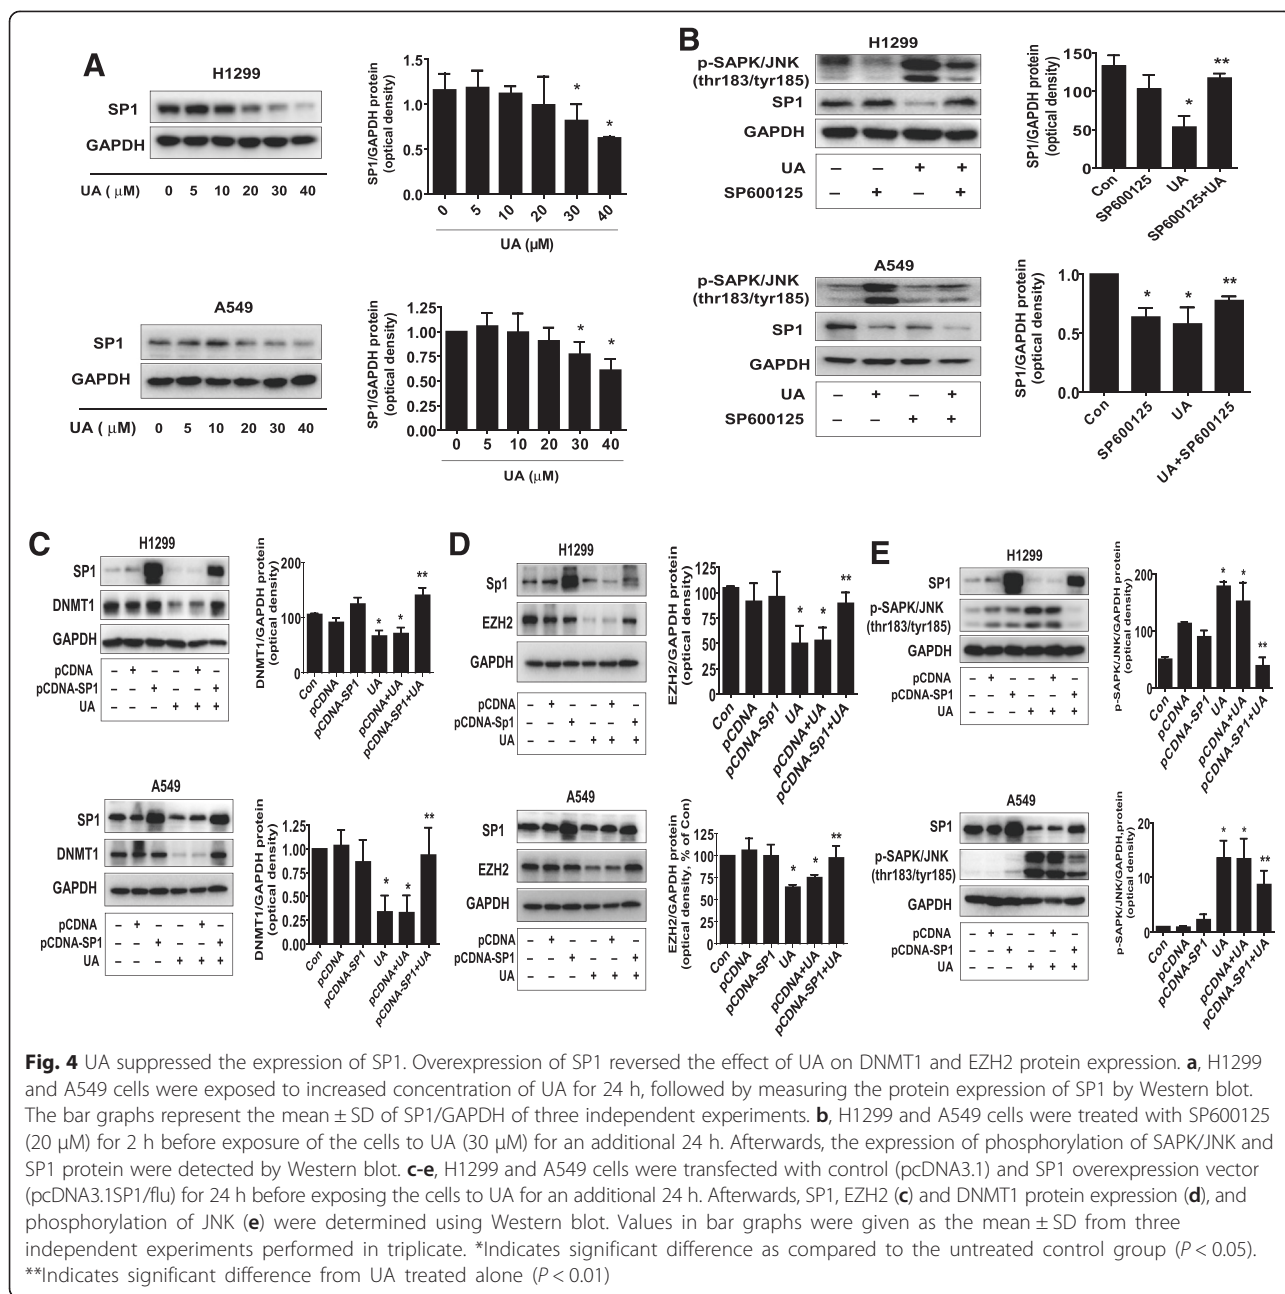 A
H1299
SP1
GAPDH
UA ( μM) 0 5 10 20 30 40
SP1/GAPDH protein
(optical density)
1.5
1.0
0.5
0.0
* *
0 5 10 20 30 40
UA (μM)
A549
SP1
GAPDH
UA ( μM) 0 5 10 20 30 40
SP1/GAPDH protein
(optical density)
1.25
1.00
0.75
0.50
0.25
0.00
* *
0 5 10 20 30 40
UA (μM)
B
H1299
p-SAPK/JNK
(thr183/tyr185)
SP1
GAPDH
UA – – + +
SP600125 – + – +
SP1/GAPDH protein
(optical density)
150
100
50
0
* **
Con SP600125 UA SP600125+UA
A549
p-SAPK/JNK
(thr183/tyr185)
SP1
GAPDH
UA – + – +
SP600125 – – + +
SP1/GAPDH protein
(optical density)
1.0
0.5
0.0
* * **
Con SP600125 UA UA+SP600125
C
H1299
SP1
DNMT1
GAPDH
pCDNA – + – – + –
pCDNA-SP1 – – + – – +
UA – – – + + +
DNMT1/GAPDH protein
(optical density)
200
100
0
* * **
Con pCDNA pCDNA-SP1 UA pCDNA+UA pCDNA-SP1+UA
A549
SP1
DNMT1
GAPDH
pCDNA – + – – + –
pCDNA-SP1 – – + – – +
UA – – – + + +
DNMT1/GAPDH protein
(optical density)
1.25
1.00
0.75
0.50
0.25
0.00
* * **
Con pCDNA pCDNA-SP1 UA pCDNA+UA pCDNA-SP1+UA
D
H1299
Sp1
EZH2
GAPDH
pCDNA – + – – + –
pCDNA-Sp1 – – + – – +
UA – – – + + +
EZH2/GAPDH protein
(optical density)
125
100
75
50
25
0
* * **
Con pCDNA pCDNA-Sp1 UA pCDNA+UA pCDNA-Sp1+UA
A549
SP1
EZH2
GAPDH
pCDNA – + – – + –
pCDNA-SP1 – – + – – +
UA – – – + + +
EZH2/GAPDH protein
(optical density, % of Con)
125
100
75
50
25
0
* * **
Con pCDNA pCDNA-SP1 UA pCDNA+UA pCDNA-SP1+UA
E
H1299
SP1
p-SAPK/JNK
(thr183/tyr185)
GAPDH
pCDNA – + – – + –
pCDNA-SP1 – – + – – +
UA – – – + + +
p-SAPK/JNK/GAPDH protein
(optical density)
200
150
100
50
0
* * **
Con pCDNA pCDNA-SP1 UA pCDNA+UA pCDNA-SP1+UA
A549
SP1
p-SAPK/JNK
(thr183/tyr185)
GAPDH
pCDNA – + – – + –
pCDNA-SP1 – – + – – +
UA – – – + + +
p-SAPK/JNK/GAPDH,protein
(optical density)
20
10
0
* * **
Con pCDNA pCDNA-SP1 UA pCDNA+UA pCDNA-SP1+UA
Fig. 4 UA suppressed the expression of SP1. Overexpression of SP1 reversed the effect of UA on DNMT1 and EZH2 protein expression. a, H1299
and A549 cells were exposed to increased concentration of UA for 24 h, followed by measuring the protein expression of SP1 by Western blot.
The bar graphs represent the mean ± SD of SP1/GAPDH of three independent experiments. b, H1299 and A549 cells were treated with SP600125
(20 μM) for 2 h before exposure of the cells to UA (30 μM) for an additional 24 h. Afterwards, the expression of phosphorylation of SAPK/JNK and
SP1 protein were detected by Western blot. c-e, H1299 and A549 cells were transfected with control (pcDNA3.1) and SP1 overexpression vector
(pcDNA3.1SP1/flu) for 24 h before exposing the cells to UA for an additional 24 h. Afterwards, SP1, EZH2 (c) and DNMT1 protein expression (d), and
phosphorylation of JNK (e) were determined using Western blot. Values in bar graphs were given as the mean ± SD from three
independent experiments performed in triplicate. *Indicates significant difference as compared to the untreated control group (P < 0.05).
**Indicates significant difference from UA treated alone (P < 0.01)